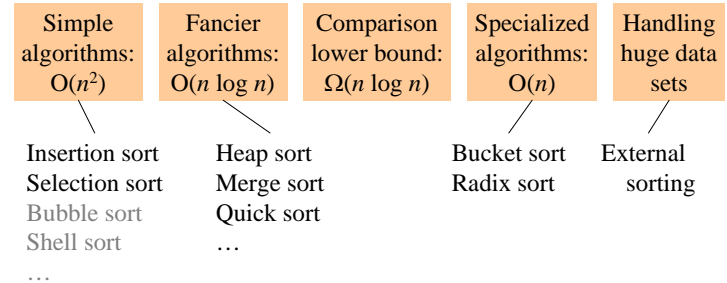 Simple
algorithms:
O(n²)
Fancier
algorithms:
O(n log n)
Comparison
lower bound:
Ω(n log n)
Specialized
algorithms:
O(n)
Handling
huge data
sets
Insertion sort
Selection sort
Bubble sort
Shell sort
…
Heap sort
Merge sort
Quick sort
…
Bucket sort
Radix sort
External
sorting